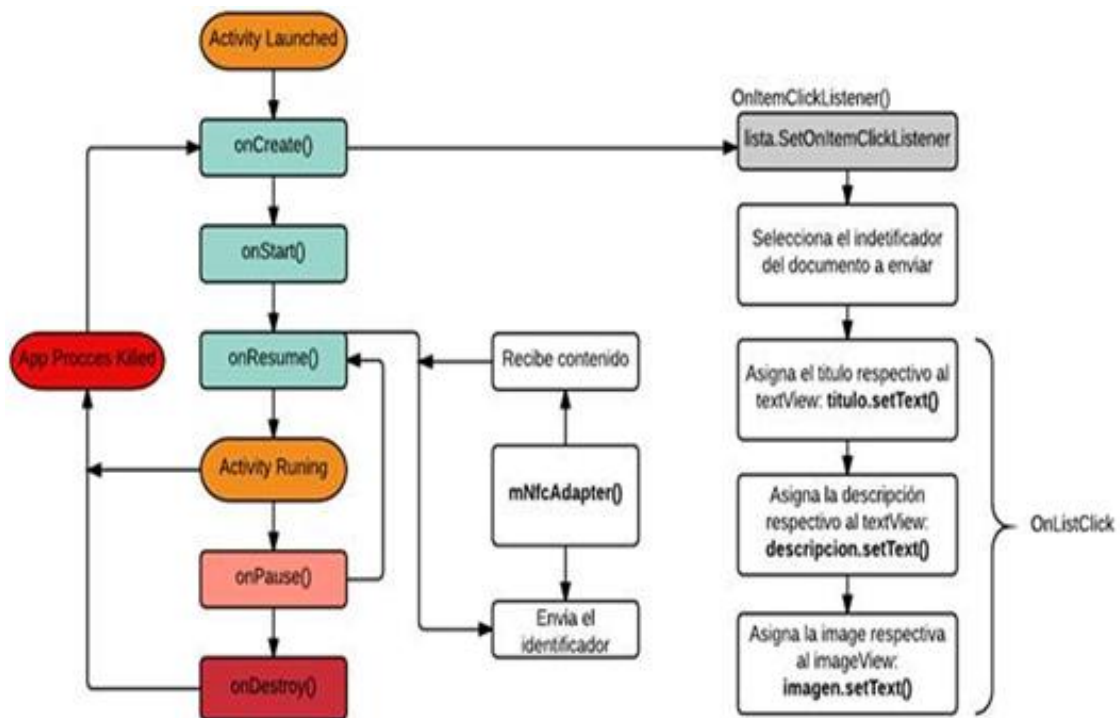 Activity Launched
onCreate()
onStart()
onResume()
Activity Runing
onPause()
onDestroy()
App Procces Killed
Recibe contenido
mNfcAdapter()
Envia el
identificador
OnItemClickListener()
lista.SetOnItemClickListener
Selecciona el indetificador
del documento a enviar
Asigna el titulo respectivo al
textView: titulo.setText()
Asigna la descripción
respectivo al textView:
descripcion.setText()
Asigna la image respectiva
al imageView:
imagen.setText()
OnListClick